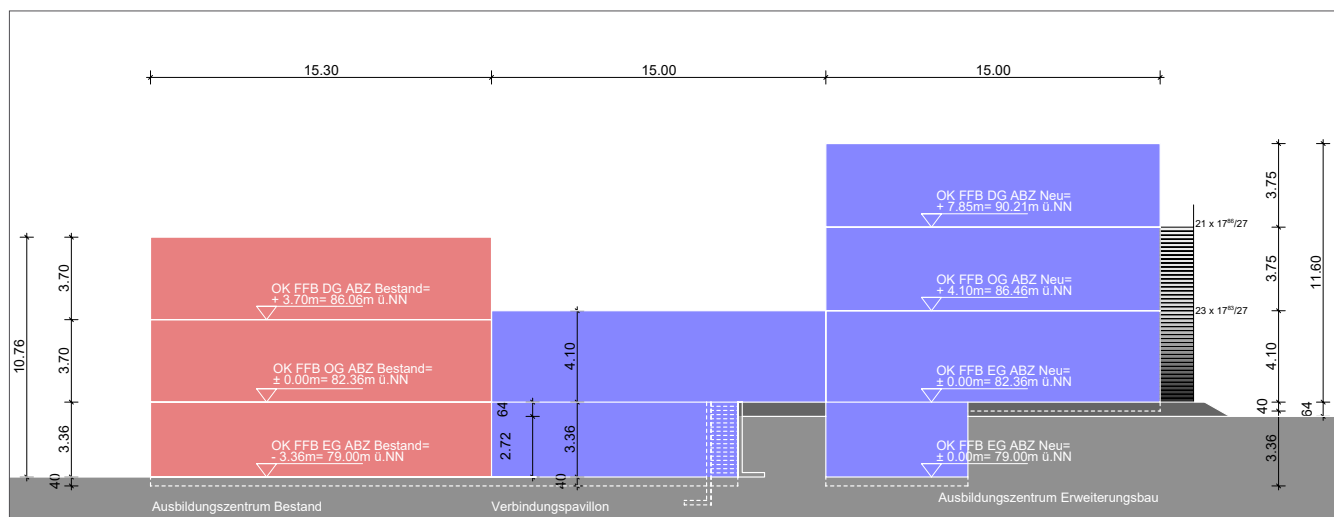 15.30
15.00
15.00
OK FFB DG ABZ Neu=
+ 7.85m= 90.21m ü.NN
3.75
21 x 17⁸⁶/27
OK FFB DG ABZ Bestand=
+ 3.70m= 86.06m ü.NN
3.70
OK FFB OG ABZ Neu=
+ 4.10m= 86.46m ü.NN
3.75
11.60
23 x 17⁸³/27
10.76
OK FFB OG ABZ Bestand=
± 0.00m= 82.36m ü.NN
3.70
4.10
OK FFB EG ABZ Neu=
± 0.00m= 82.36m ü.NN
4.10
64
40
64
OK FFB EG ABZ Bestand=
- 3.36m= 79.00m ü.NN
3.36
2.72
3.36
OK FFB EG ABZ Neu=
± 0.00m= 79.00m ü.NN
3.36
40
40
Ausbildungszentrum Bestand
Verbindungspavillon
Ausbildungszentrum Erweiterungsbau